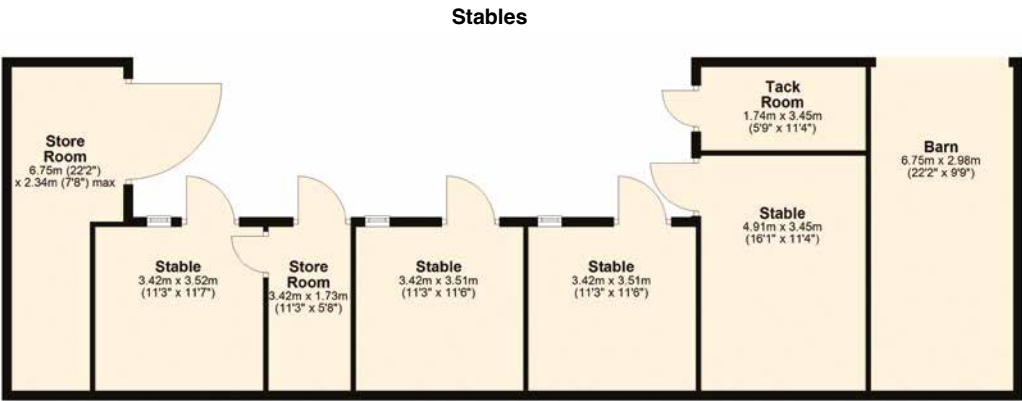 Stables
Store
Room
6.75m (22'2")
x 2.34m (7'8") max
Stable
3.42m x 3.52m
(11'3" x 11'7")
Store
Room
3.42m x 1.73m
(11'3" x 5'8")
Stable
3.42m x 3.51m
(11'3" x 11'6")
Stable
3.42m x 3.51m
(11'3" x 11'6")
Tack
Room
1.74m x 3.45m
(5'9" x 11'4")
Stable
4.91m x 3.45m
(16'1" x 11'4")
Barn
6.75m x 2.98m
(22'2" x 9'9")